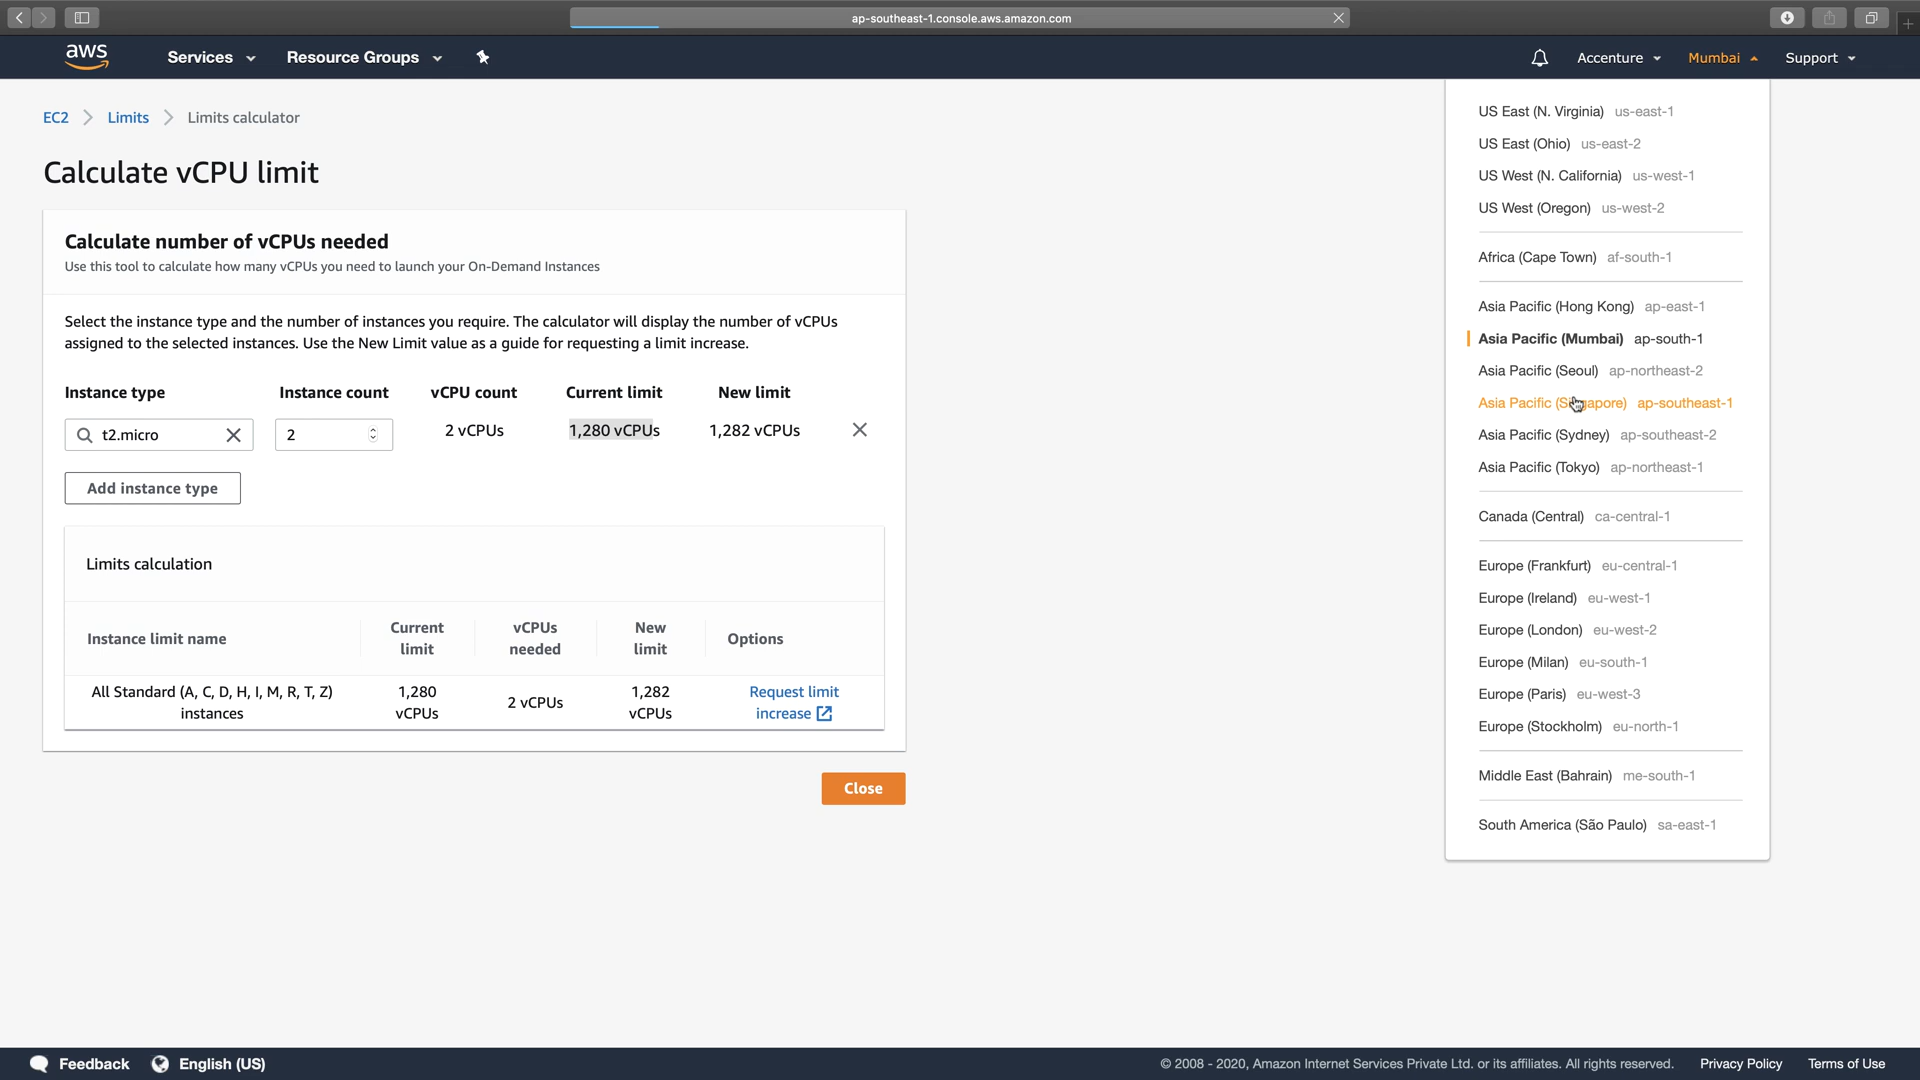 ap-southeast-1.console.aws.amazon.com
aws
Services
Resource Groups
Accenture
Mumbai
Support
EC2
Limits
Limits calculator
Calculate vCPU limit
Calculate number of vCPUs needed
Use this tool to calculate how many vCPUs you need to launch your On-Demand Instances
Select the instance type and the number of instances you require. The calculator will display the number of vCPUs
assigned to the selected instances. Use the New Limit value as a guide for requesting a limit increase.
Instance type
Instance count
vCPU count
Current limit
New limit
t2.micro
2
2 vCPUs
1,280 vCPUs
1,282 vCPUs
Add instance type
Limits calculation
Instance limit name
Current
limit
vCPUs
needed
New
limit
Options
All Standard (A, C, D, H, I, M, R, T, Z)
instances
1,280
vCPUs
2 vCPUs
1,282
vCPUs
Request limit
increase
Close
US East (N. Virginia) us-east-1
US East (Ohio) us-east-2
US West (N. California) us-west-1
US West (Oregon) us-west-2
Africa (Cape Town) af-south-1
Asia Pacific (Hong Kong) ap-east-1
Asia Pacific (Mumbai) ap-south-1
Asia Pacific (Seoul) ap-northeast-2
Asia Pacific (Singapore) ap-southeast-1
Asia Pacific (Sydney) ap-southeast-2
Asia Pacific (Tokyo) ap-northeast-1
Canada (Central) ca-central-1
Europe (Frankfurt) eu-central-1
Europe (Ireland) eu-west-1
Europe (London) eu-west-2
Europe (Milan) eu-south-1
Europe (Paris) eu-west-3
Europe (Stockholm) eu-north-1
Middle East (Bahrain) me-south-1
South America (São Paulo) sa-east-1
Feedback
English (US)
© 2008 - 2020, Amazon Internet Services Private Ltd. or its affiliates. All rights reserved.
Privacy Policy
Terms of Use